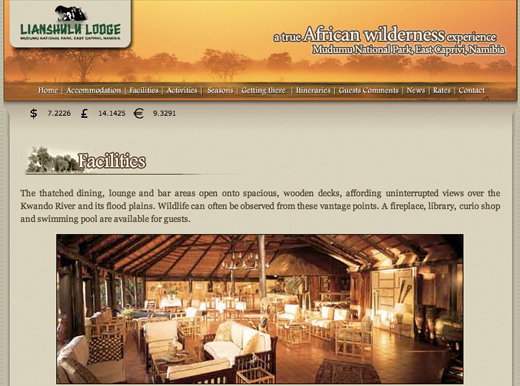 LIANSHULU LODGE
MUDUMU NATIONAL PARK, EAST CAPRIVI, NAMIBIA
a true African wilderness experience
Mudumu National Park, East Caprivi, Namibia
Home | Accommodation | Facilities | Activities | Seasons | Getting there | Itineraries | Guests Comments | News | Rates | Contact
$ 7.2226 £ 14.1425 € 9.3291
Facilities
The thatched dining, lounge and bar areas open onto spacious, wooden decks, affording uninterrupted views over the
Kwando River and its flood plains. Wildlife can often be observed from these vantage points. A fireplace, library, curio shop
and swimming pool are available for guests.